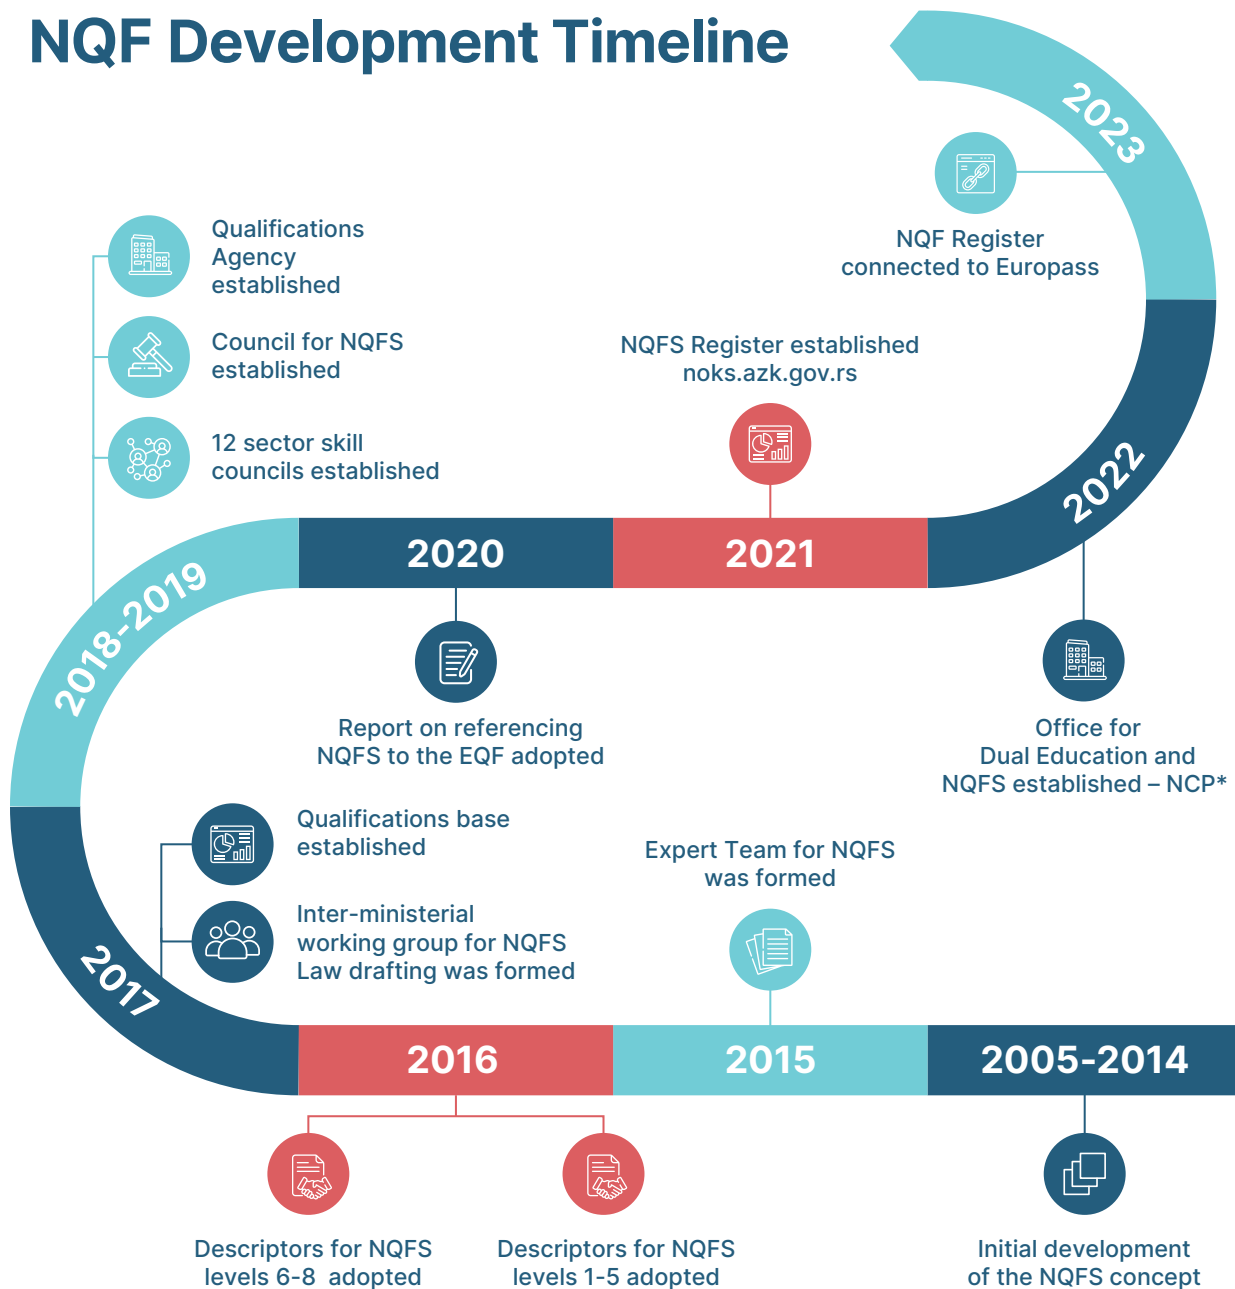 NQF Development Timeline
2023
NQF Register
connected to Europass
Qualifications
Agency
established
Council for NQFS
established
12 sector skill
councils established
NQFS Register established
noks.azk.gov.rs
2022
2020
2021
2018-2019
Report on referencing
NQFS to the EQF adopted
Office for
Dual Education and
NQFS established – NCP*
Qualifications base
established
Inter-ministerial
working group for NQFS
Law drafting was formed
Expert Team for NQFS
was formed
2017
2016
2015
2005-2014
Descriptors for NQFS
levels 6-8 adopted
Descriptors for NQFS
levels 1-5 adopted
Initial development
of the NQFS concept